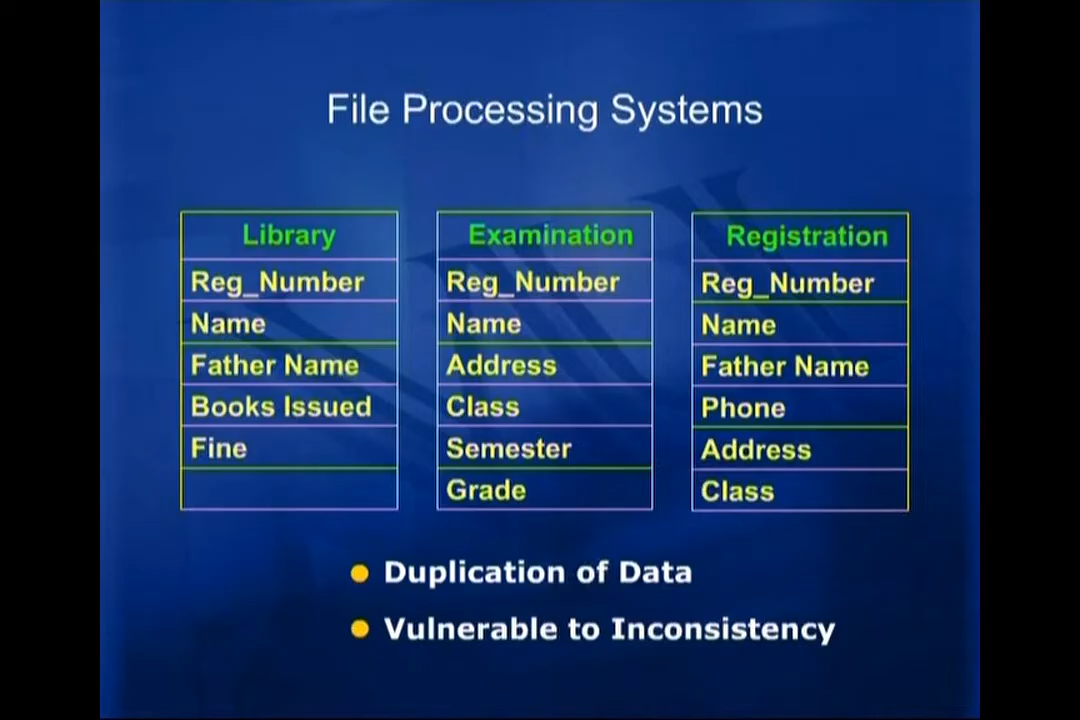 File Processing Systems
Library
Reg_Number
Name
Father Name
Books Issued
Fine
Examination
Reg_Number
Name
Address
Class
Semester
Grade
Registration
Reg_Number
Name
Father Name
Phone
Address
Class
Duplication of Data
Vulnerable to Inconsistency